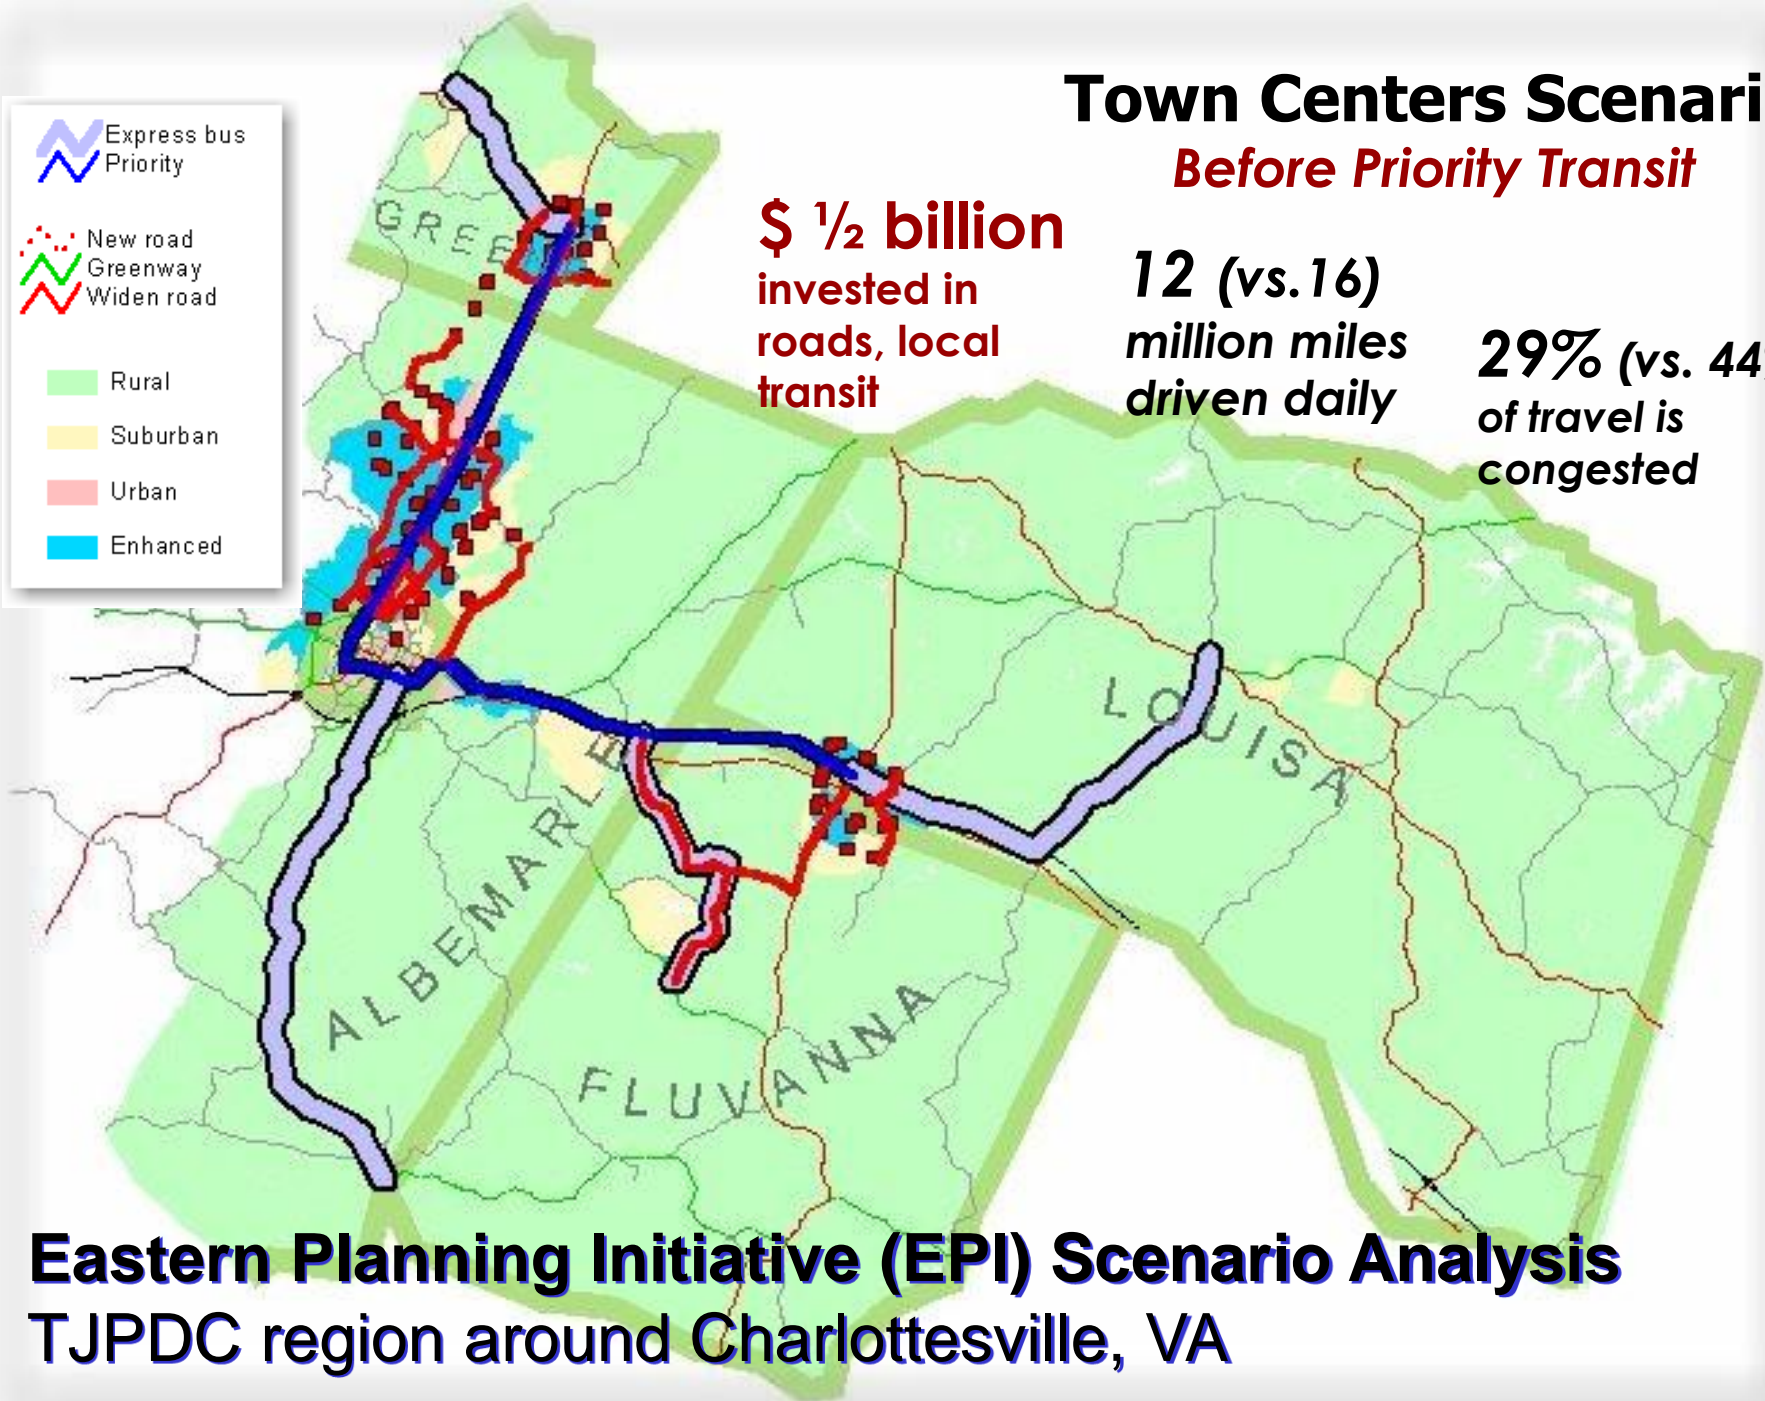 Town Centers Scenari
Before Priority Transit
Express bus
Priority
New road
Greenway
Widen road
Rural
Suburban
Urban
Enhanced
$ ½ billion
invested in
roads, local
transit
12 (vs.16)
million miles
driven daily
29% (vs. 44
of travel is
congested
GREE
LOUISA
ALBEMARLE
FLUVANNA
Eastern Planning Initiative (EPI) Scenario Analysis
TJPDC region around Charlottesville, VA